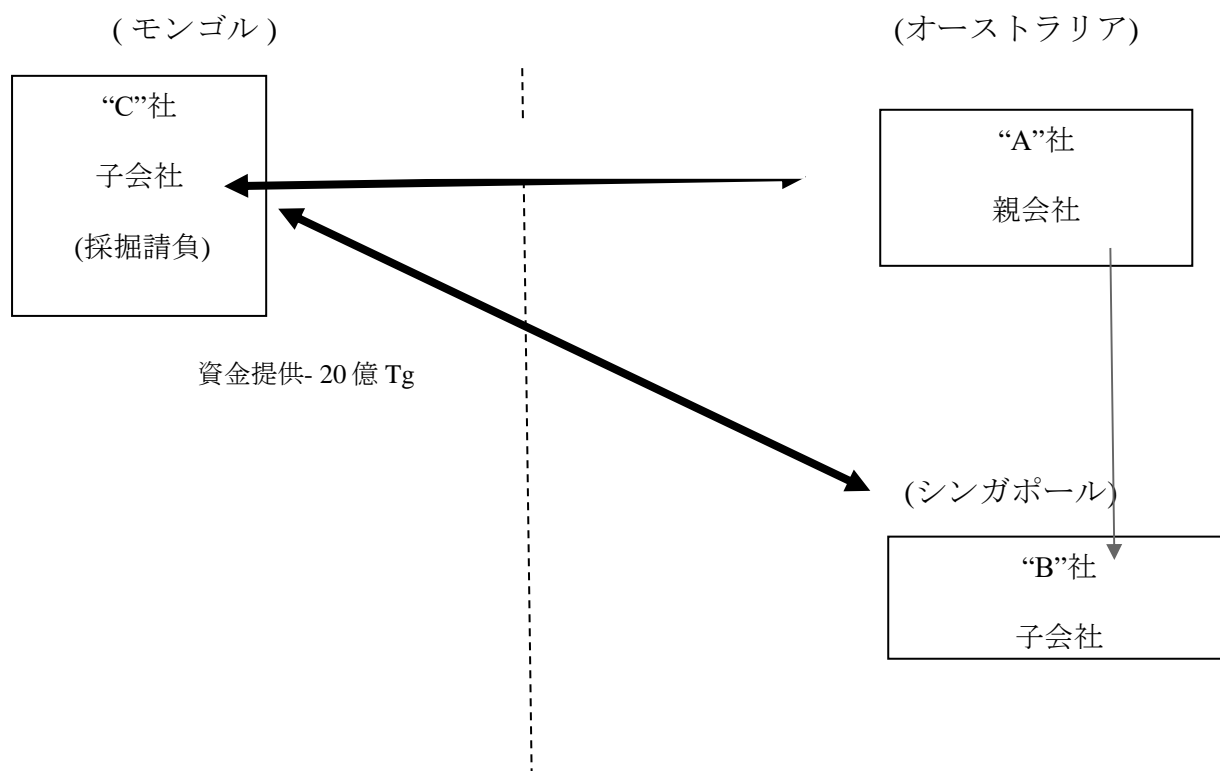 ( モンゴル )
(オーストラリア)
“C”社
子会社
(採掘請負)
“A”社
親会社
資金提供- 20 億 Tg
(シンガポール)
“B”社
子会社